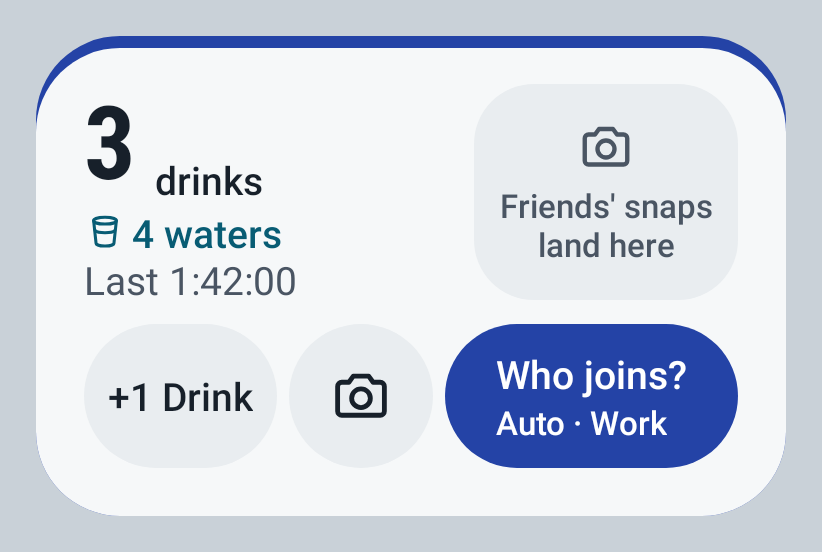 3 drinks
4 waters
Last 1:42:00
Friends' snaps
land here
+1 Drink
Who joins?
Auto · Work